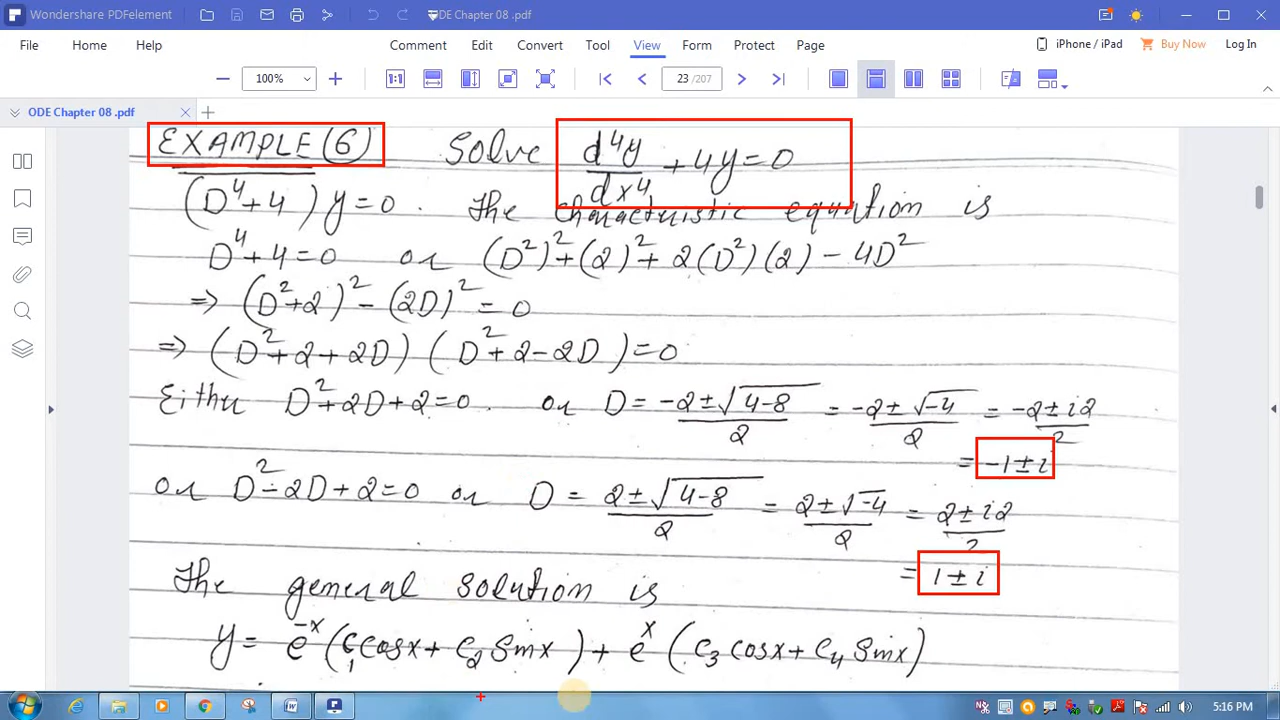 Wondershare PDFelement
ODE Chapter 08 .pdf
File Home Help Comment Edit Convert Tool View Form Protect Page iPhone / iPad Buy Now Log In
100% 23 /207
ODE Chapter 08 .pdf
EXAMPLE (6) Solve d⁴y/dx⁴ + 4y = 0
(D⁴+4)y=0. The characteristic equation is
D⁴+4=0 or (D²)²+(2)²+2(D²)(2)-4D²
⇒ (D²+2)²-(2D)²=0
⇒ (D²+2+2D)(D²+2-2D)=0
Either D²+2D+2=0. or D = -2±√4-8/2 = -2±√-4/2 = -2±i2/2
= -1±i
or D²-2D+2=0 or D = 2±√4-8/2 = 2±√-4/2 = 2±i2/2
= 1±i
The general solution is
y = e⁻ˣ(c₁Cosx+c₂Sinx)+eˣ(c₃cosx+c₄Sinx)
5:16 PM